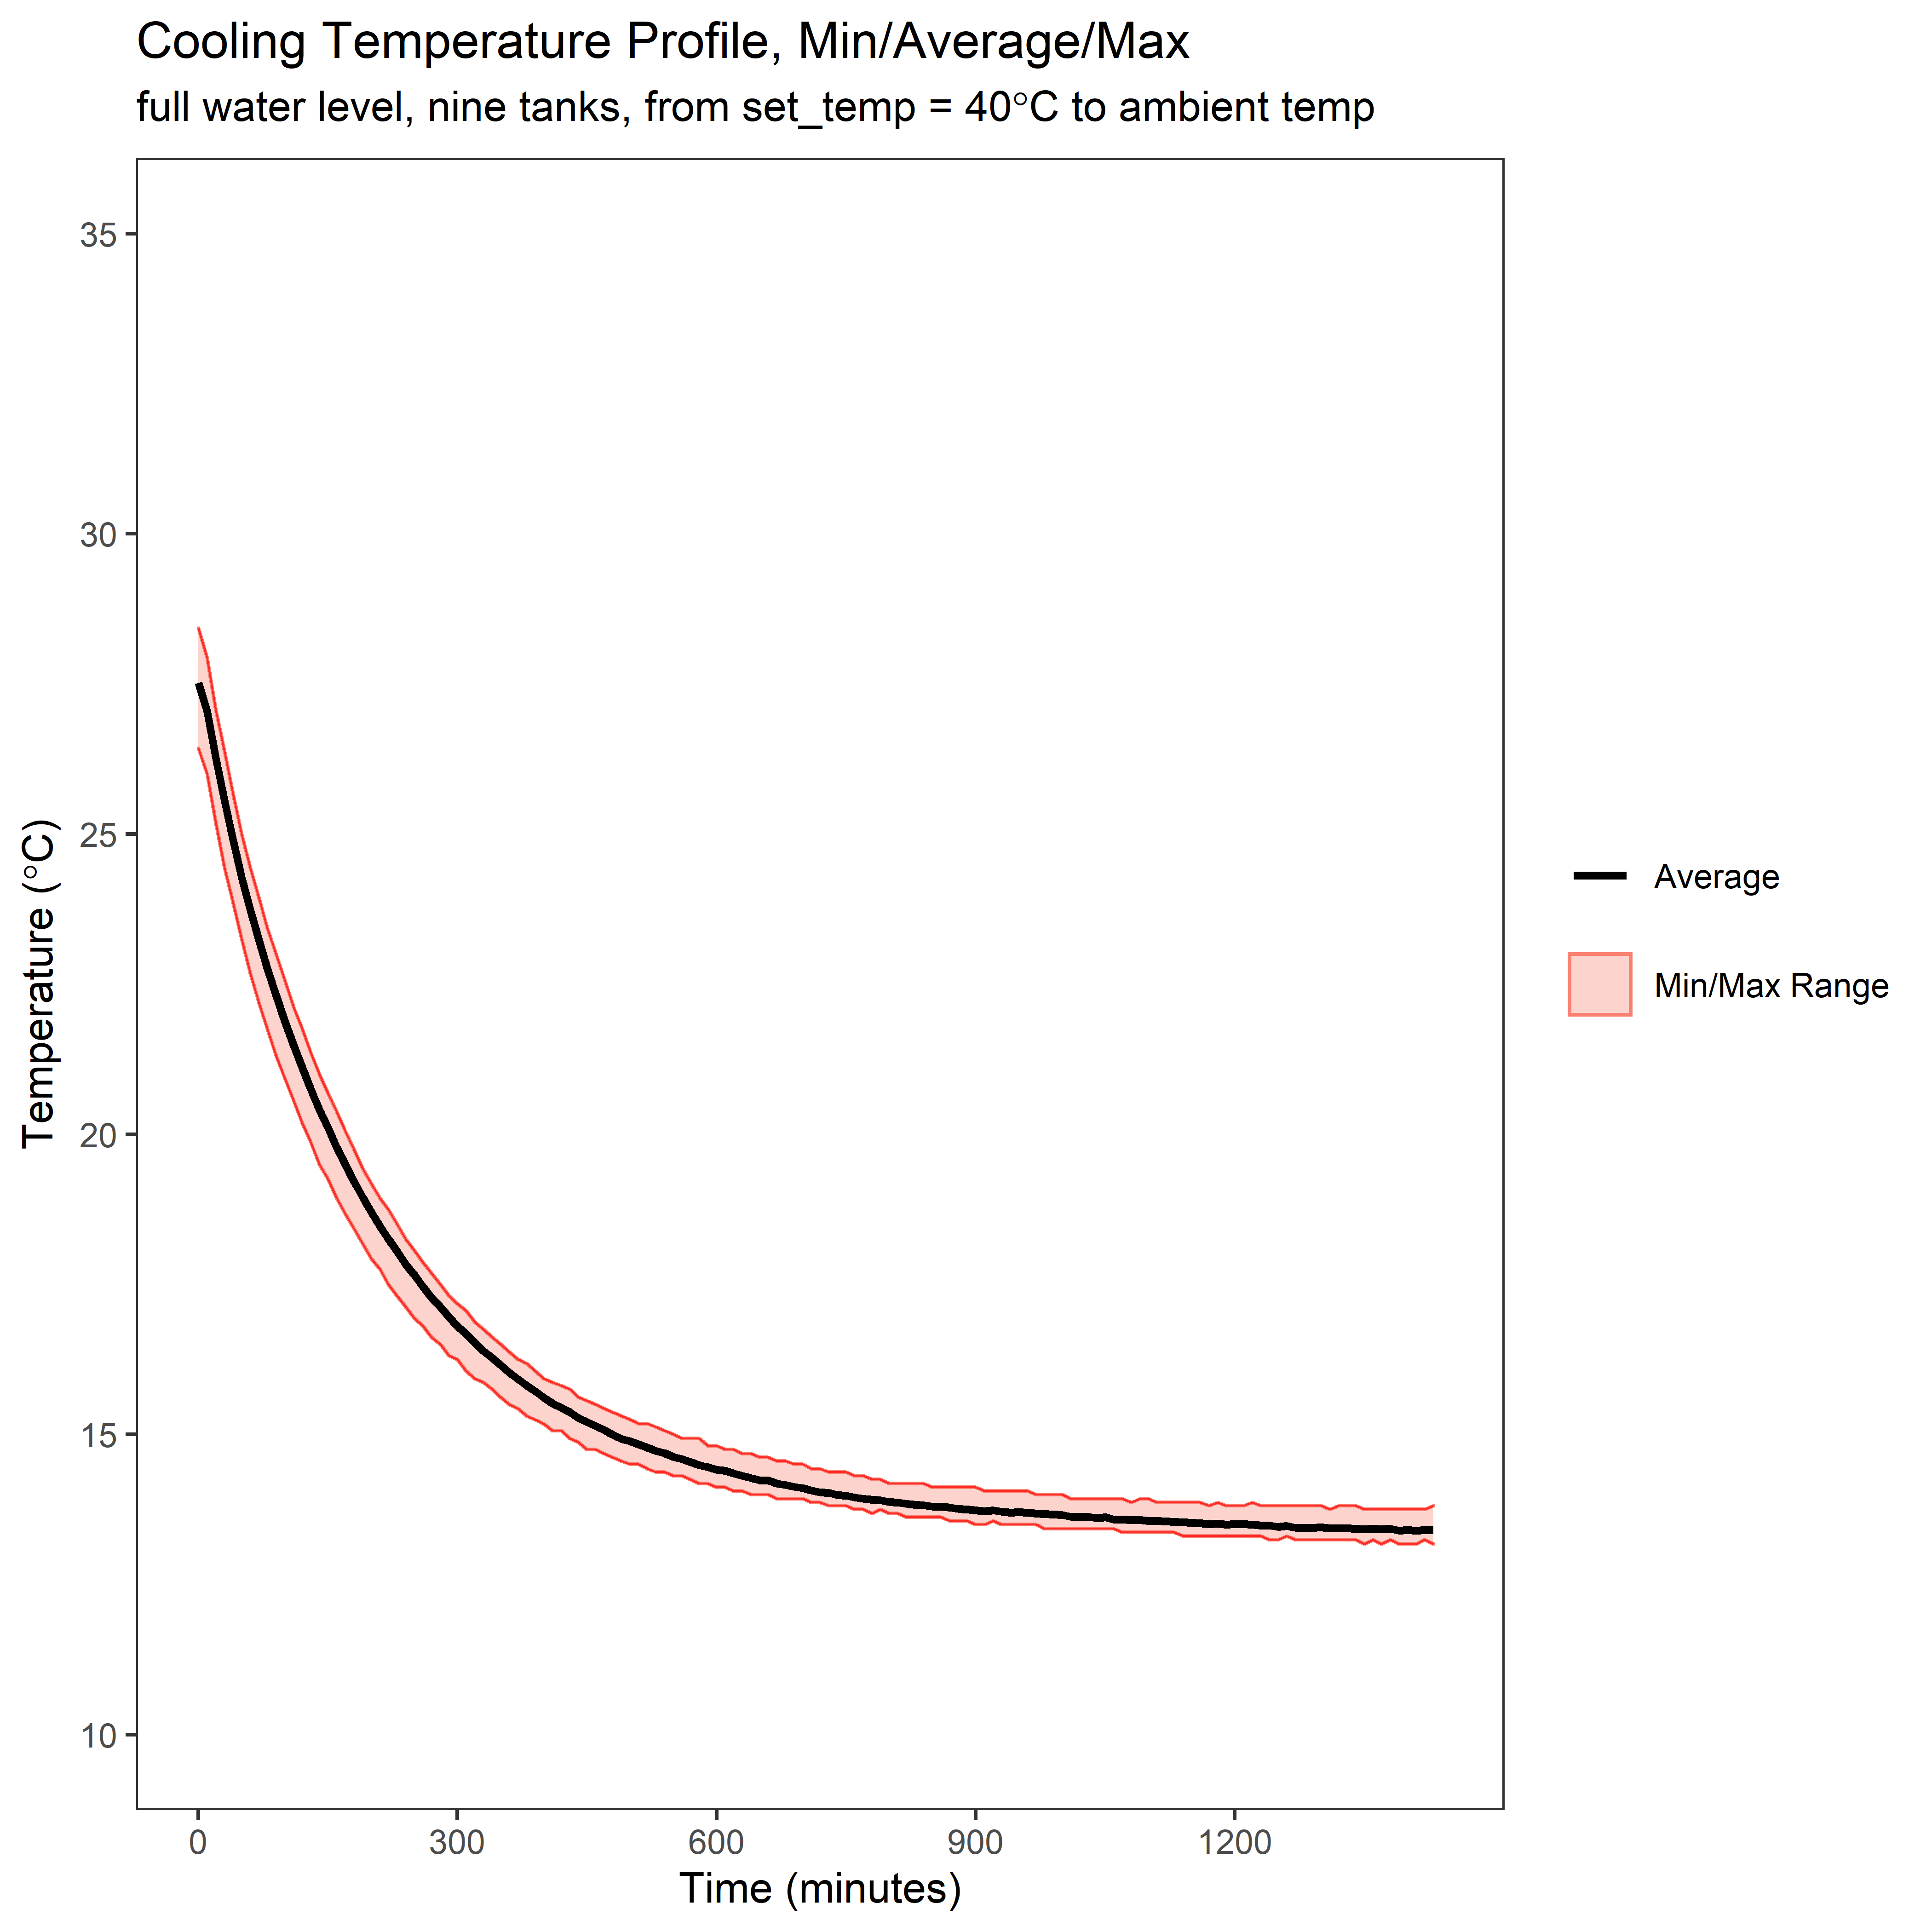 Cooling Temperature Profile, Min/Average/Max
full water level, nine tanks, from set_temp = 40°C to ambient temp
35
30
25
20
15
10
Temperature (°C)
0 300 600 900 1200
Time (minutes)
Average
Min/Max Range